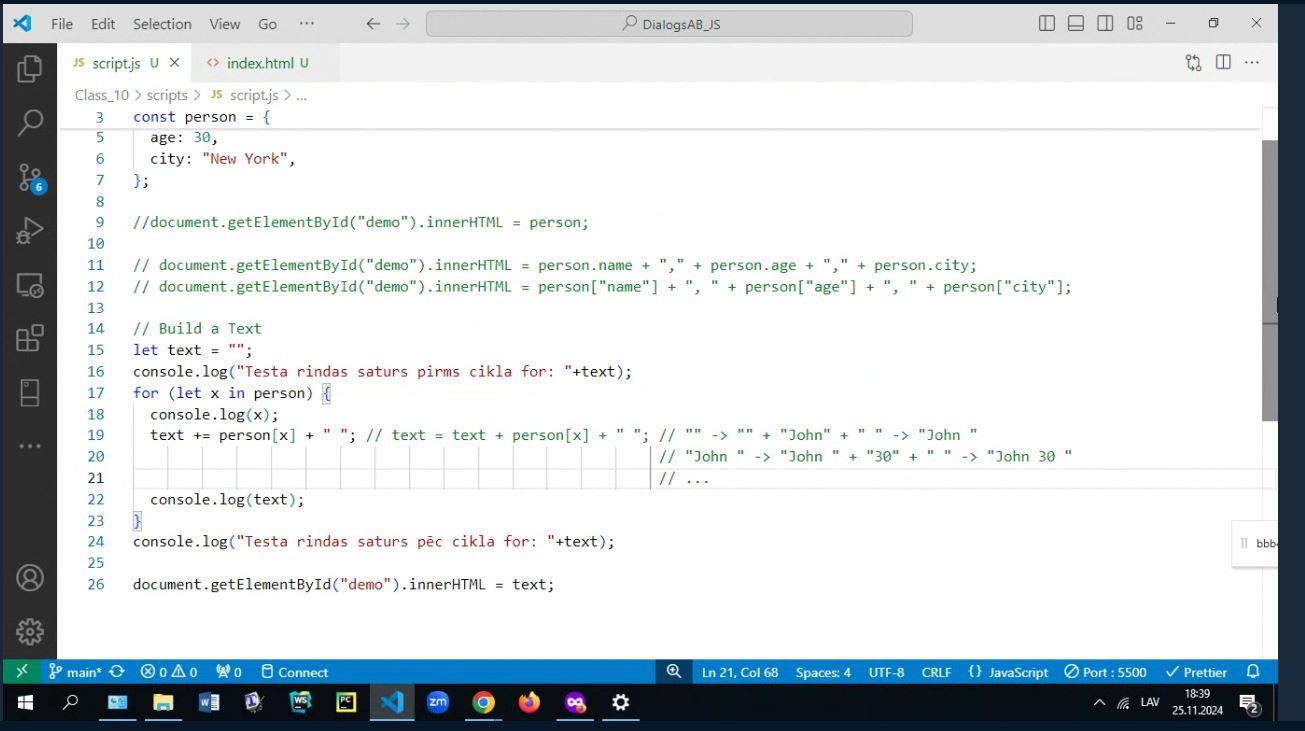 File Edit Selection View Go ··· DialogsAB_JS
JS script.js U × <> index.html U
Class_10 > scripts > JS script.js > ...
3 const person = {
5 age: 30,
6 city: "New York",
7 };
8
9 //document.getElementById("demo").innerHTML = person;
10
11 // document.getElementById("demo").innerHTML = person.name + "," + person.age + "," + person.city;
12 // document.getElementById("demo").innerHTML = person["name"] + ", " + person["age"] + ", " + person["city"];
13
14 // Build a Text
15 let text = "";
16 console.log("Testa rindas saturs pirms cikla for: "+text);
17 for (let x in person) {
18 console.log(x);
19 text += person[x] + " "; // text = text + person[x] + " "; // "" -> "" + "John" + " " -> "John "
20 // "John " -> "John " + "30" + " " -> "John 30 "
21 // ...
22 console.log(text);
23 }
24 console.log("Testa rindas saturs pēc cikla for: "+text);
25
26 document.getElementById("demo").innerHTML = text;
6
main* 0 0 0 Connect Ln 21, Col 68 Spaces: 4 UTF-8 CRLF {} JavaScript Port : 5500 Prettier
WS PC zm LAV 18:39
25.11.2024 2